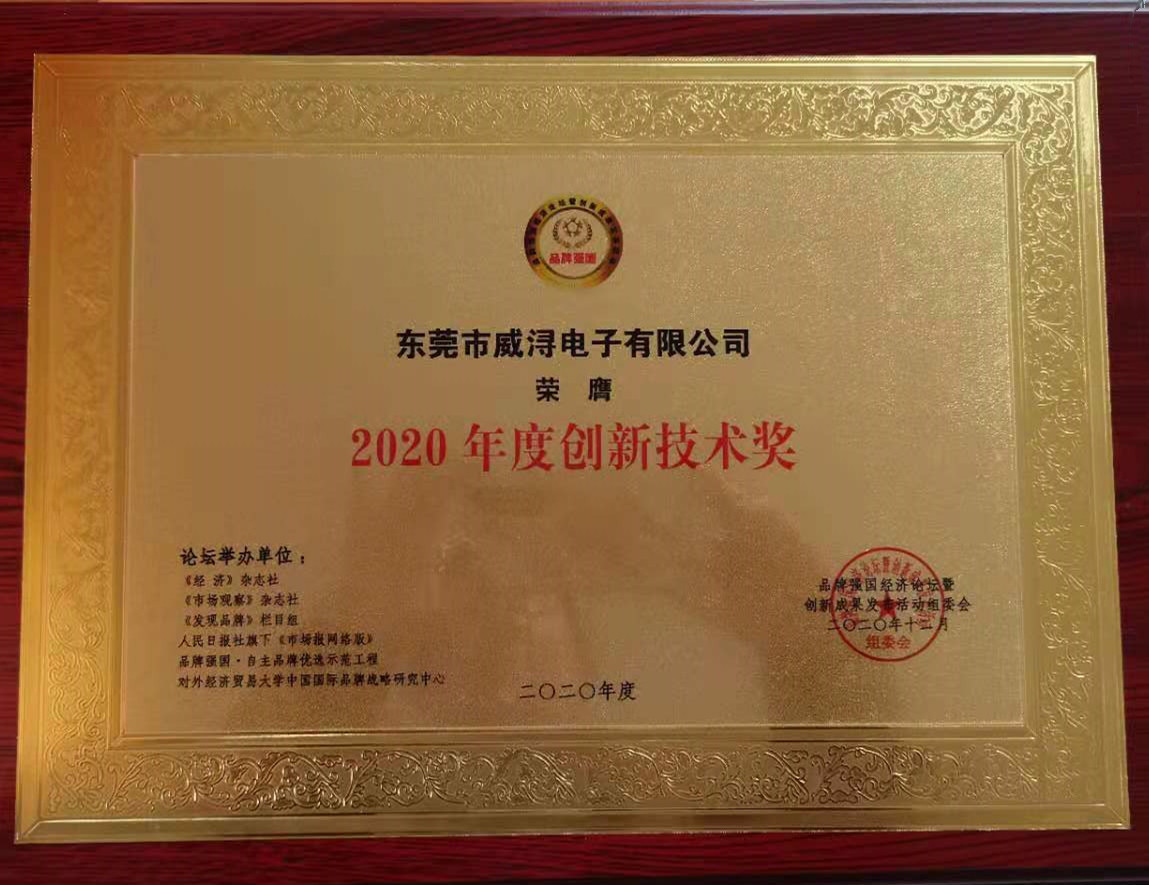 品牌强国
东莞市威浔电子有限公司
荣膺
2020 年度创新技术奖
论坛举办单位：
《经 济》杂志社
《市场观察》杂志社
《发现品牌》栏目组
人民日报社旗下《市场报网络版》
品牌强国·自主品牌优选示范工程
对外经济贸易大学中国国际品牌战略研究中心
品牌强国经济论坛暨
创新成果发布活动组委会
二〇二〇年十二月
组委会
二〇二〇年度